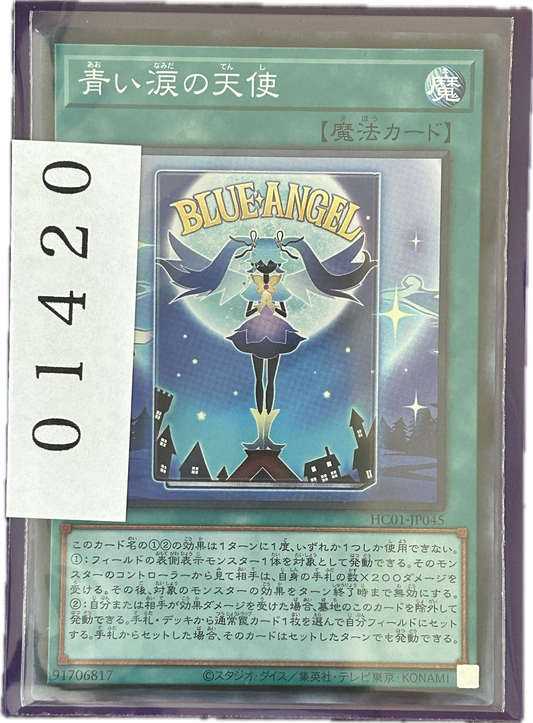 青い涙の天使
魔
【魔法カード】
01420
BLUE ANGEL
HC01-JP045
このカード名の①②の効果は1ターンに1度、いずれか1つしか使用できない。
①:フィールドの表側表示モンスター1体を対象として発動できる。そのモン
スターのコントローラーから見て相手は、自身の手札の数×200ダメージを
受ける。その後、対象のモンスターの効果をターン終了時まで無効にする。
②:自分または相手が効果ダメージを受けた場合、墓地のこのカードを除外して
発動できる。手札・デッキから通常罠カード1枚を選んで自分フィールドにセット
する。手札からセットした場合、そのカードはセットしたターンでも発動できる。
91706817
©スタジオ・ダイス/集英社・テレビ東京・KONAMI